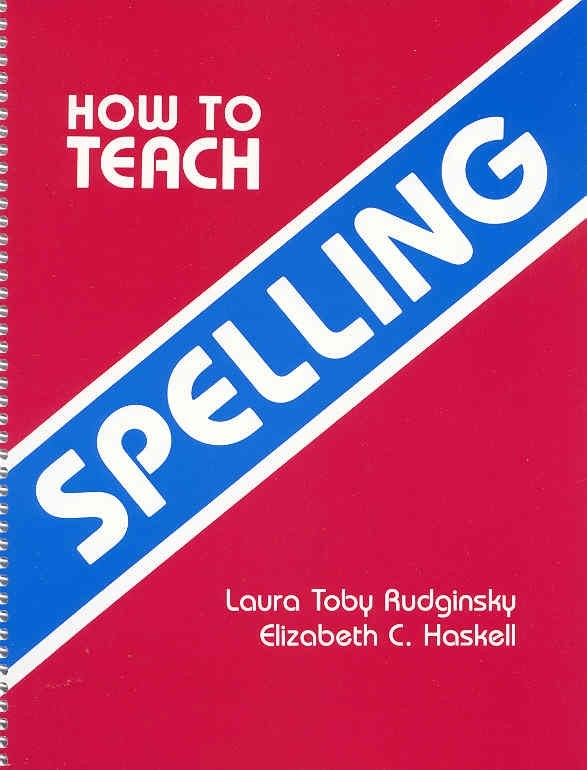 HOW TO
TEACH
SPELLING
Laura Toby Rudginsky
Elizabeth C. Haskell